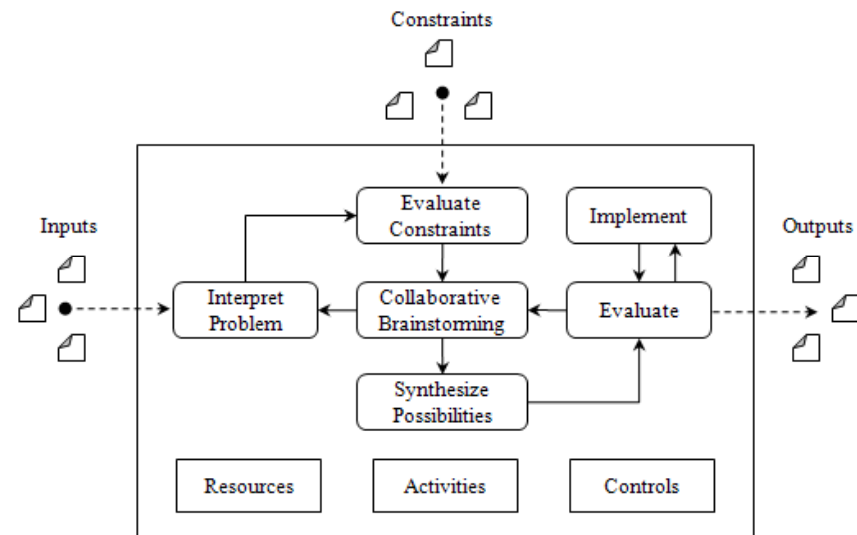 Constraints
Evaluate
Constraints
Implement
Inputs
Outputs
Interpret
Problem
Collaborative
Brainstorming
Evaluate
Synthesize
Possibilities
Resources
Activities
Controls